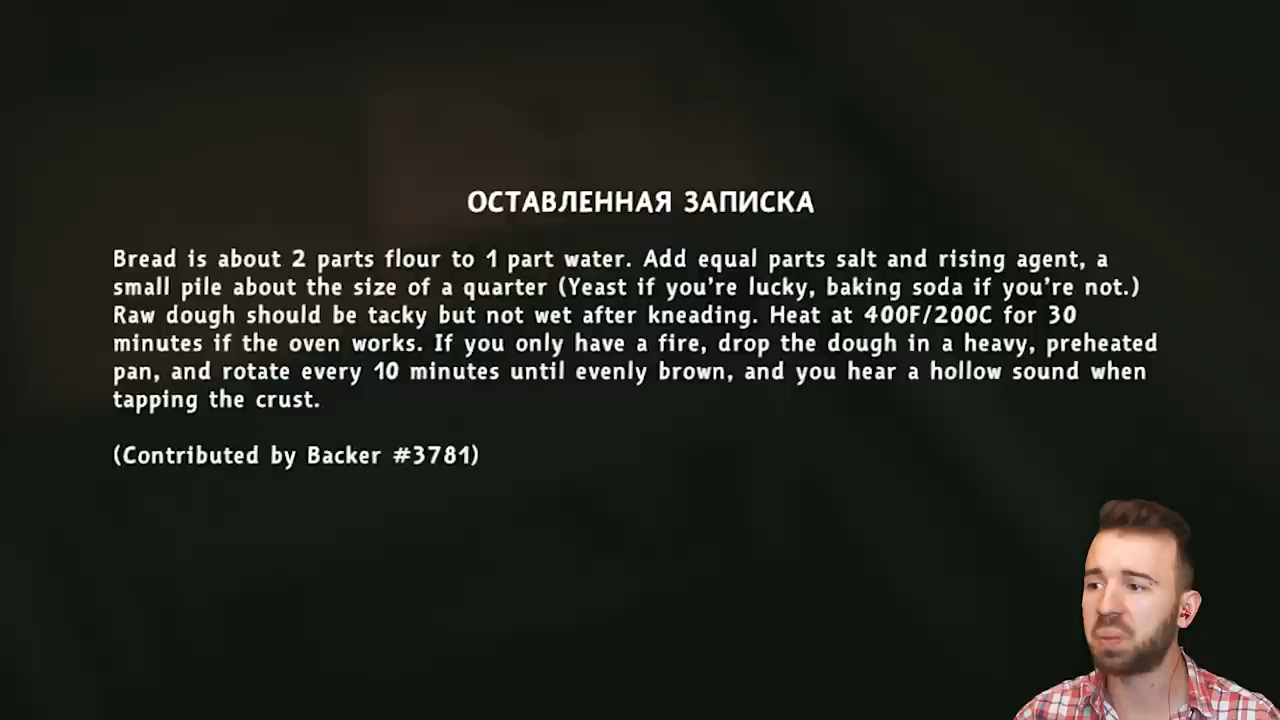 ОСТАВЛЕННАЯ ЗАПИСКА
Bread is about 2 parts flour to 1 part water. Add equal parts salt and rising agent, a
small pile about the size of a quarter (Yeast if you're lucky, baking soda if you're not.)
Raw dough should be tacky but not wet after kneading. Heat at 400F/200C for 30
minutes if the oven works. If you only have a fire, drop the dough in a heavy, preheated
pan, and rotate every 10 minutes until evenly brown, and you hear a hollow sound when
tapping the crust.
(Contributed by Backer #3781)